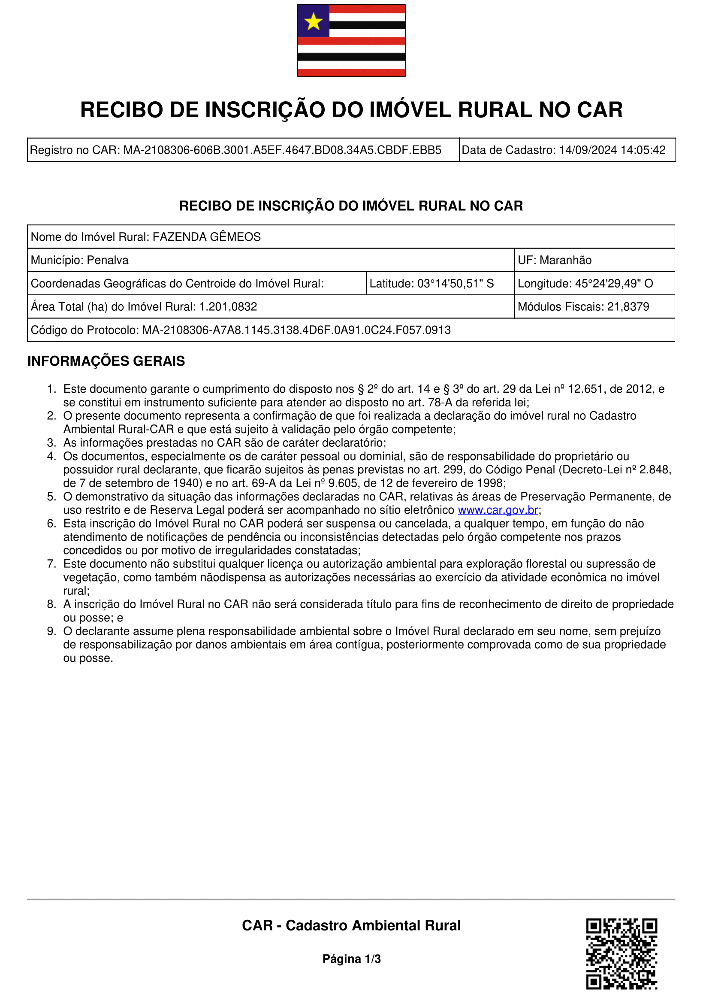 RECIBO DE INSCRIÇÃO DO IMÓVEL RURAL NO CAR
Registro no CAR: MA-2108306-606B.3001.A5EF.4647.BD08.34A5.CBDF.EBB5 Data de Cadastro: 14/09/2024 14:05:42
RECIBO DE INSCRIÇÃO DO IMÓVEL RURAL NO CAR
Nome do Imóvel Rural: FAZENDA GÊMEOS
Município: Penalva UF: Maranhão
Coordenadas Geográficas do Centroide do Imóvel Rural: Latitude: 03°14'50,51" S Longitude: 45°24'29,49" O
Área Total (ha) do Imóvel Rural: 1.201,0832 Módulos Fiscais: 21,8379
Código do Protocolo: MA-2108306-A7A8.1145.3138.4D6F.0A91.0C24.F057.0913
INFORMAÇÕES GERAIS
1. Este documento garante o cumprimento do disposto nos § 2º do art. 14 e § 3º do art. 29 da Lei nº 12.651, de 2012, e
se constitui em instrumento suficiente para atender ao disposto no art. 78-A da referida lei;
2. O presente documento representa a confirmação de que foi realizada a declaração do imóvel rural no Cadastro
Ambiental Rural-CAR e que está sujeito à validação pelo órgão competente;
3. As informações prestadas no CAR são de caráter declaratório;
4. Os documentos, especialmente os de caráter pessoal ou dominial, são de responsabilidade do proprietário ou
possuidor rural declarante, que ficarão sujeitos às penas previstas no art. 299, do Código Penal (Decreto-Lei nº 2.848,
de 7 de setembro de 1940) e no art. 69-A da Lei nº 9.605, de 12 de fevereiro de 1998;
5. O demonstrativo da situação das informações declaradas no CAR, relativas às áreas de Preservação Permanente, de
uso restrito e de Reserva Legal poderá ser acompanhado no sítio eletrônico www.car.gov.br;
6. Esta inscrição do Imóvel Rural no CAR poderá ser suspensa ou cancelada, a qualquer tempo, em função do não
atendimento de notificações de pendência ou inconsistências detectadas pelo órgão competente nos prazos
concedidos ou por motivo de irregularidades constatadas;
7. Este documento não substitui qualquer licença ou autorização ambiental para exploração florestal ou supressão de
vegetação, como também nãodispensa as autorizações necessárias ao exercício da atividade econômica no imóvel
rural;
8. A inscrição do Imóvel Rural no CAR não será considerada título para fins de reconhecimento de direito de propriedade
ou posse; e
9. O declarante assume plena responsabilidade ambiental sobre o Imóvel Rural declarado em seu nome, sem prejuízo
de responsabilização por danos ambientais em área contígua, posteriormente comprovada como de sua propriedade
ou posse.
CAR - Cadastro Ambiental Rural
Página 1/3